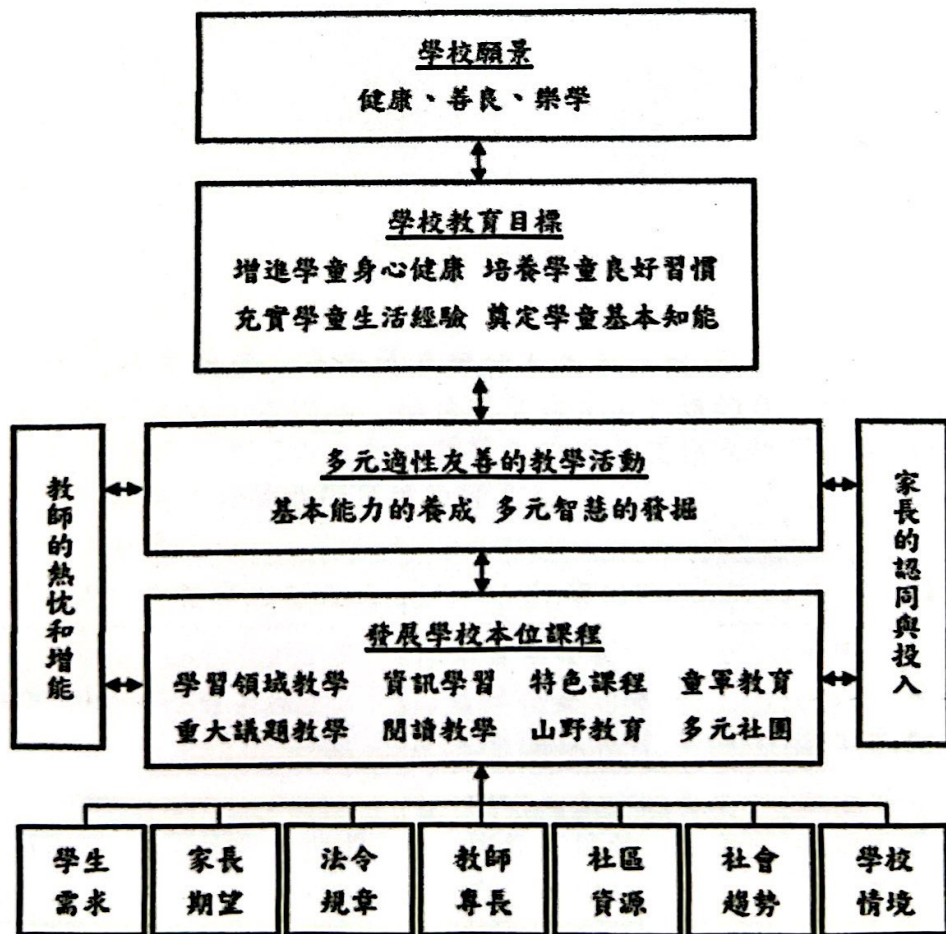 學校願景
健康、善良、樂學
學校教育目標
增進學童身心健康 培養學童良好習慣
充實學童生活經驗 奠定學童基本知能
教師的熱忱和增能
多元適性友善的教學活動
基本能力的養成 多元智慧的發掘
家長的認同與投入
發展學校本位課程
學習領域教學 資訊學習 特色課程 童軍教育
重大議題教學 閱讀教學 山野教育 多元社團
學生需求
家長期望
法令規章
教師專長
社區資源
社會趨勢
學校情境